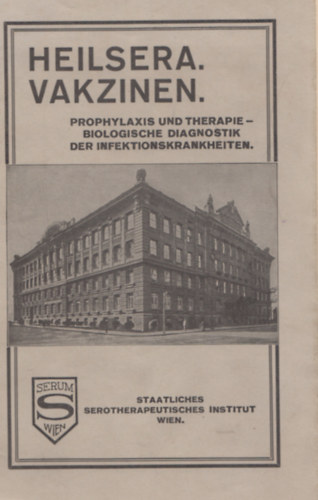 HEILSERA.
VAKZINEN.
PROPHYLAXIS UND THERAPIE –
BIOLOGISCHE DIAGNOSTIK
DER INFEKTIONSKRANKHEITEN.
SERUM
S
WIEN
STAATLICHES
SEROTHERAPEUTISCHES INSTITUT
WIEN.